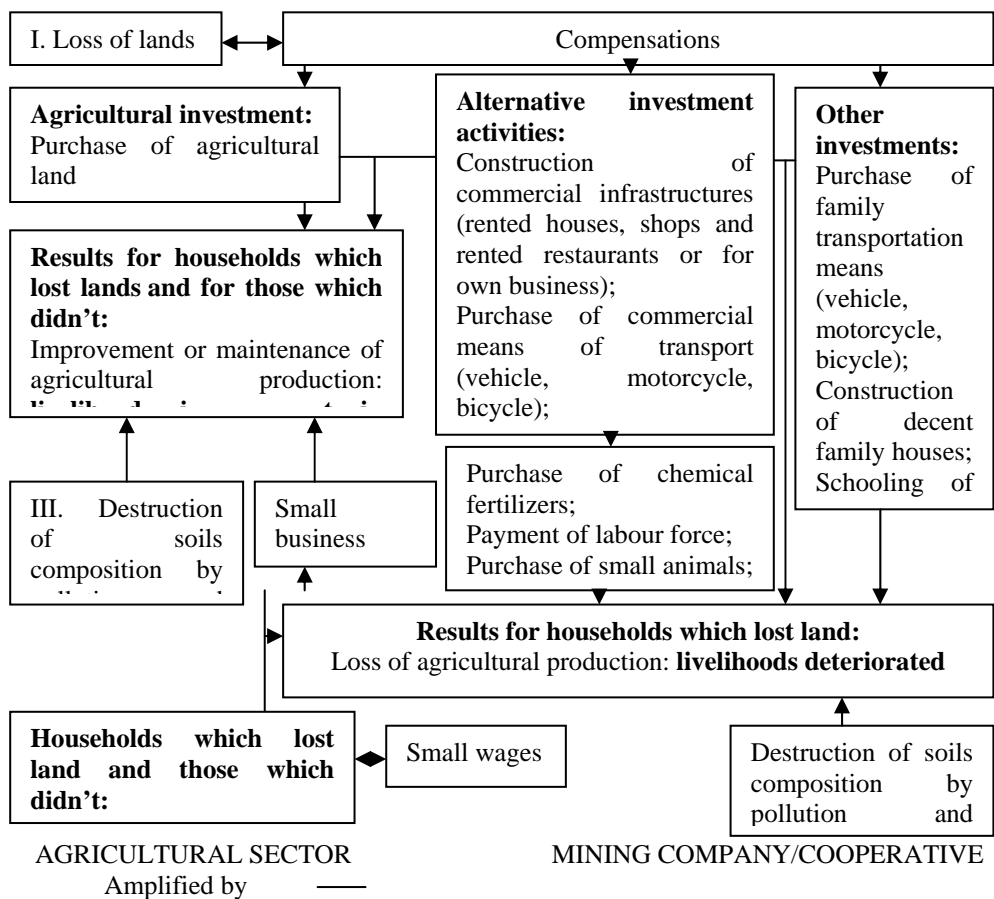 I. Loss of lands
Compensations
Agricultural investment:
Purchase of agricultural
land
Alternative investment
activities:
Construction of
commercial infrastructures
(rented houses, shops and
rented restaurants or for
own business);
Purchase of commercial
means of transport
(vehicle, motorcycle,
bicycle);
Other
investments:
Purchase of
family
transportation
means
(vehicle,
motorcycle,
bicycle);
Construction
of decent
family houses;
Schooling of
Results for households which
lost lands and for those which
didn’t:
Improvement or maintenance of
agricultural production:
III. Destruction
of soils
composition by
Small
business
Purchase of chemical
fertilizers;
Payment of labour force;
Purchase of small animals;
Results for households which lost land:
Loss of agricultural production: livelihoods deteriorated
Households which lost
land and those which
didn’t:
Small wages
Destruction of soils
composition by
pollution and
AGRICULTURAL SECTOR
MINING COMPANY/COOPERATIVE
Amplified by